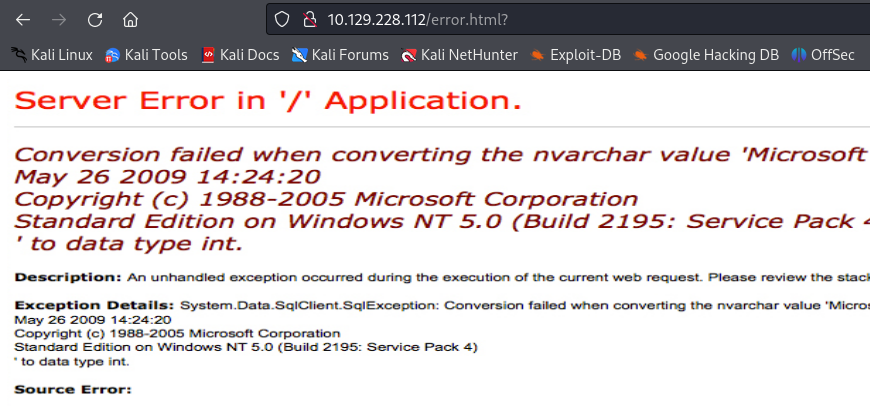 10.129.228.112/error.html?
Kali Linux Kali Tools Kali Docs Kali Forums Kali NetHunter Exploit-DB Google Hacking DB OffSec
Server Error in '/' Application.
Conversion failed when converting the nvarchar value 'Microsoft
May 26 2009 14:24:20
Copyright (c) 1988-2005 Microsoft Corporation
Standard Edition on Windows NT 5.0 (Build 2195: Service Pack 4
' to data type int.
Description: An unhandled exception occurred during the execution of the current web request. Please review the stack
Exception Details: System.Data.SqlClient.SqlException: Conversion failed when converting the nvarchar value 'Micros
May 26 2009 14:24:20
Copyright (c) 1988-2005 Microsoft Corporation
Standard Edition on Windows NT 5.0 (Build 2195: Service Pack 4)
' to data type int.
Source Error: